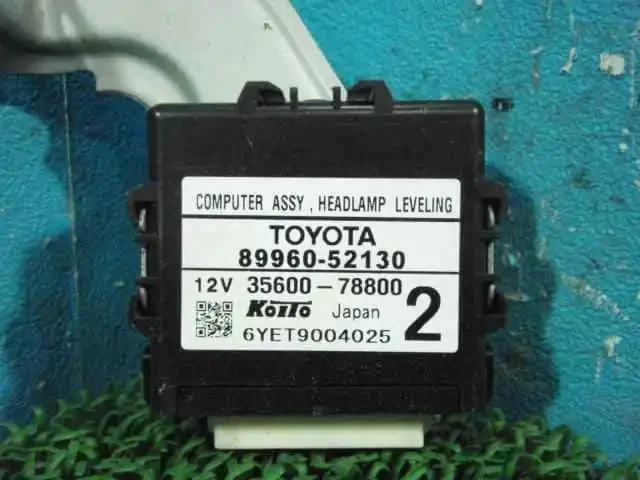 COMPUTER ASSY , HEADLAMP LEVELING
TOYOTA
89960-52130
12V 35600-78800
KOITO Japan 2
6YET9004025